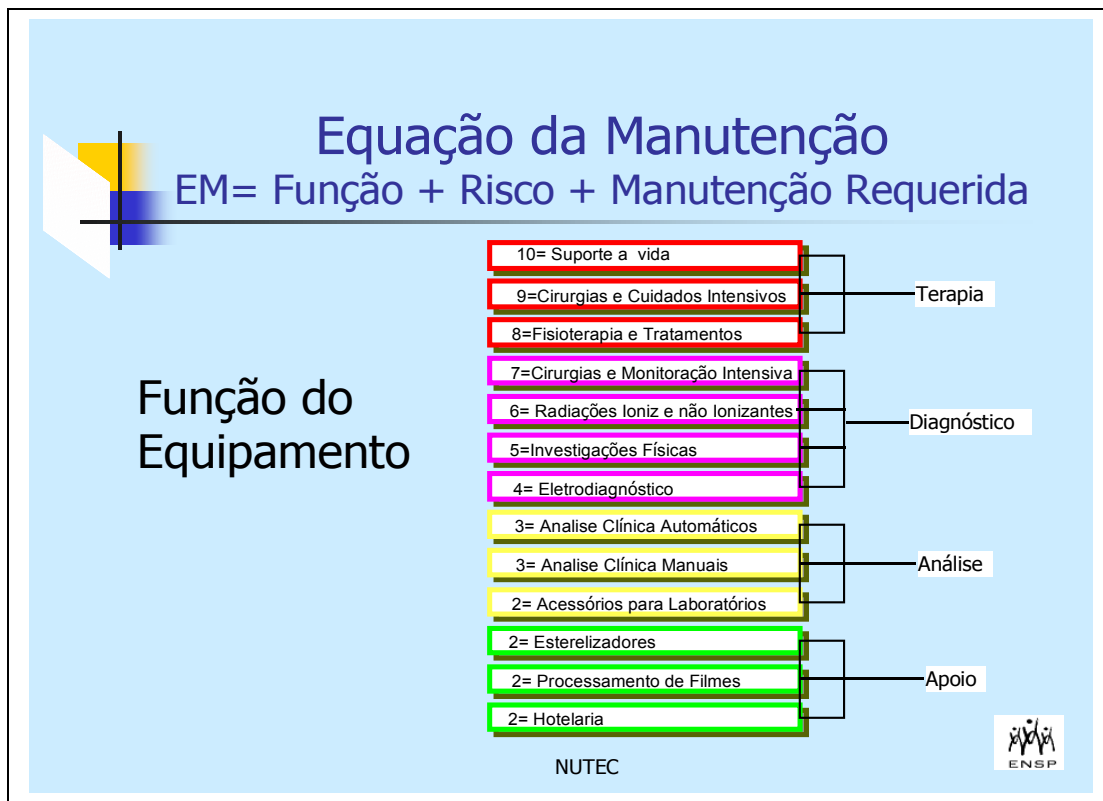 Equação da Manutenção
EM= Função + Risco + Manutenção Requerida
Função do
Equipamento
10= Suporte a vida
9=Cirurgias e Cuidados Intensivos
8=Fisioterapia e Tratamentos
Terapia
7=Cirurgias e Monitoração Intensiva
6= Radiações Ioniz e não Ionizantes
5=Investigações Físicas
4= Eletrodiagnóstico
Diagnóstico
3= Analise Clínica Automáticos
3= Analise Clínica Manuais
2= Acessórios para Laboratórios
Análise
2= Esterelizadores
2= Processamento de Filmes
2= Hotelaria
Apoio
NUTEC
ENSP